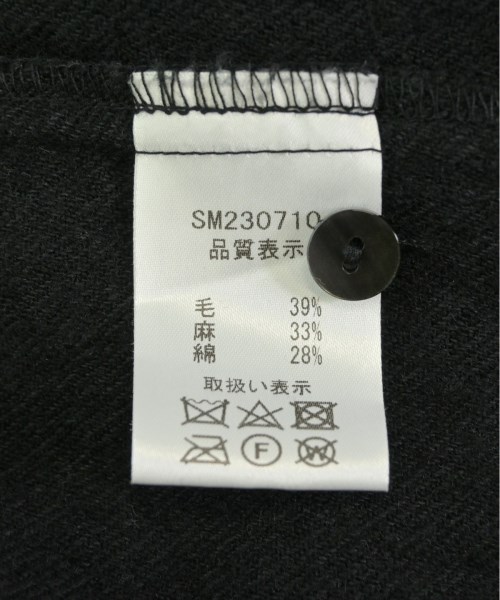 SM230710
品質表示
毛 39%
麻 33%
綿 28%
取扱い表示
F W